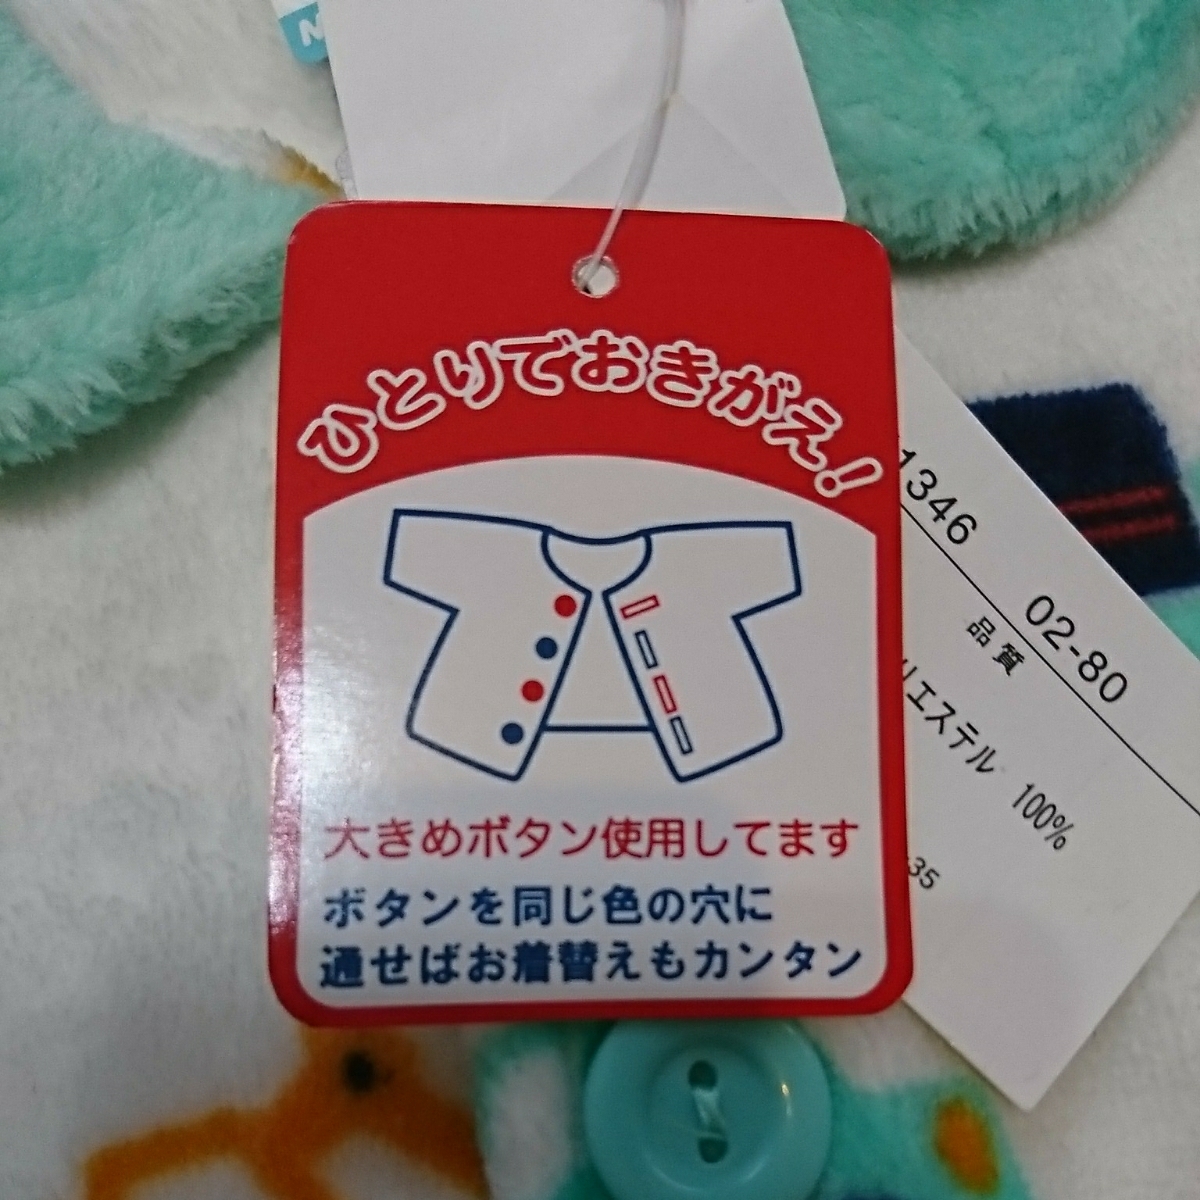 ひとりでおきがえ!
大きめボタン使用してます
ボタンを同じ色の穴に
通せばお着替えもカンタン
1346 02-80
品質
リエステル 100%
-35